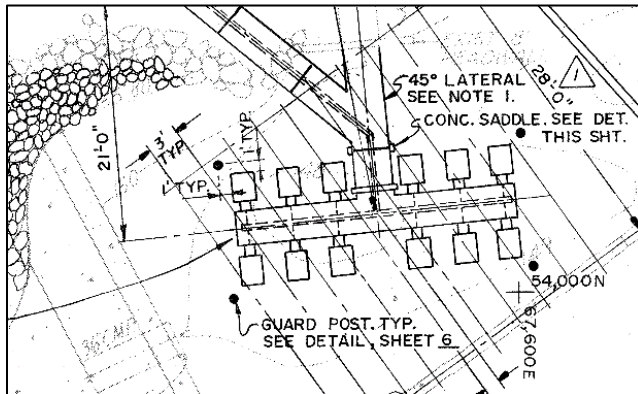 21'-0"
3'
TYP.
1' TYP.
1' TYP.
45° LATERAL
SEE NOTE 1.
28'-0"
1
CONC. SADDLE. SEE DET.
THIS SHT.
54,000N
67,600E
GUARD POST. TYP.
SEE DETAIL, SHEET 6